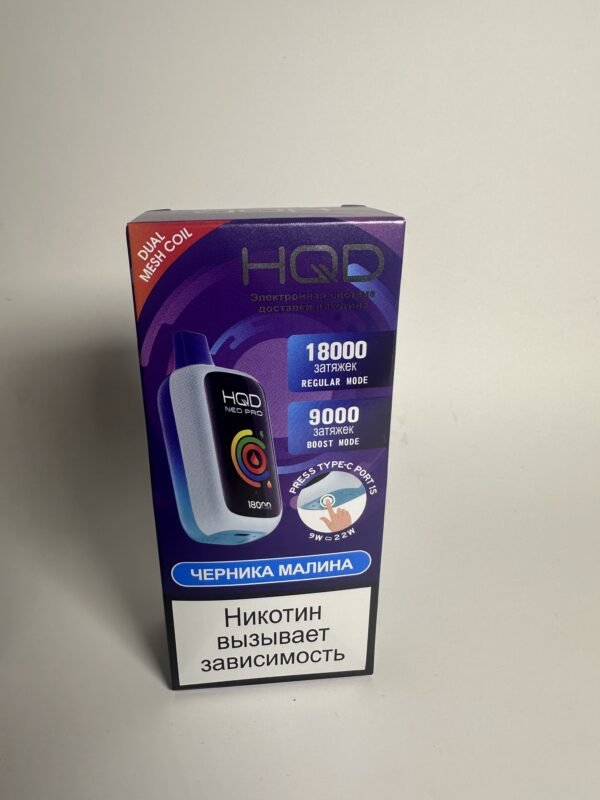 DUAL
MESH COIL
HQD
Электронная система
доставки никотина
18000
затяжек
REGULAR MODE
9000
затяжек
BOOST MODE
HQD
NEO PRO
18000
PRESS TYPE-C PORT 1S
9W⇨22W
ЧЕРНИКА МАЛИНА
Никотин
вызывает
зависимость